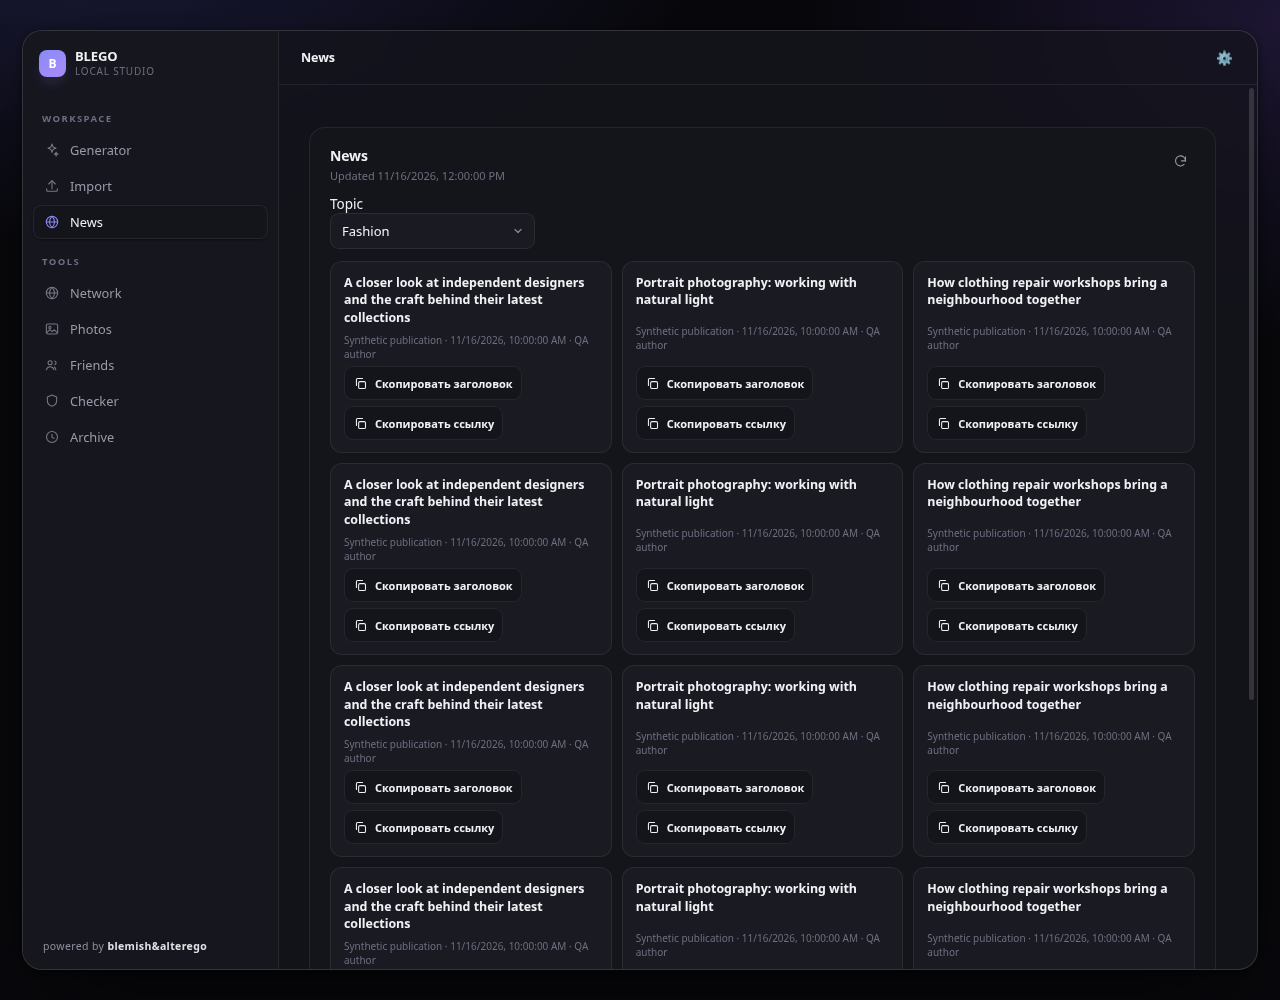 B
BLEGO
LOCAL STUDIO
WORKSPACE
Generator
Import
News
TOOLS
Network
Photos
Friends
Checker
Archive
powered by blemish&alterego
News
News
Updated 11/16/2026, 12:00:00 PM
Topic
Fashion
A closer look at independent designers
and the craft behind their latest
collections
Synthetic publication · 11/16/2026, 10:00:00 AM · QA
author
Скопировать заголовок
Скопировать ссылку
Portrait photography: working with
natural light
Synthetic publication · 11/16/2026, 10:00:00 AM · QA
author
Скопировать заголовок
Скопировать ссылку
How clothing repair workshops bring a
neighbourhood together
Synthetic publication · 11/16/2026, 10:00:00 AM · QA
author
Скопировать заголовок
Скопировать ссылку
A closer look at independent designers
and the craft behind their latest
collections
Synthetic publication · 11/16/2026, 10:00:00 AM · QA
author
Скопировать заголовок
Скопировать ссылку
Portrait photography: working with
natural light
Synthetic publication · 11/16/2026, 10:00:00 AM · QA
author
Скопировать заголовок
Скопировать ссылку
How clothing repair workshops bring a
neighbourhood together
Synthetic publication · 11/16/2026, 10:00:00 AM · QA
author
Скопировать заголовок
Скопировать ссылку
A closer look at independent designers
and the craft behind their latest
collections
Synthetic publication · 11/16/2026, 10:00:00 AM · QA
author
Скопировать заголовок
Скопировать ссылку
Portrait photography: working with
natural light
Synthetic publication · 11/16/2026, 10:00:00 AM · QA
author
Скопировать заголовок
Скопировать ссылку
How clothing repair workshops bring a
neighbourhood together
Synthetic publication · 11/16/2026, 10:00:00 AM · QA
author
Скопировать заголовок
Скопировать ссылку
A closer look at independent designers
and the craft behind their latest
collections
Synthetic publication · 11/16/2026, 10:00:00 AM · QA
author
Portrait photography: working with
natural light
Synthetic publication · 11/16/2026, 10:00:00 AM · QA
author
How clothing repair workshops bring a
neighbourhood together
Synthetic publication · 11/16/2026, 10:00:00 AM · QA
author